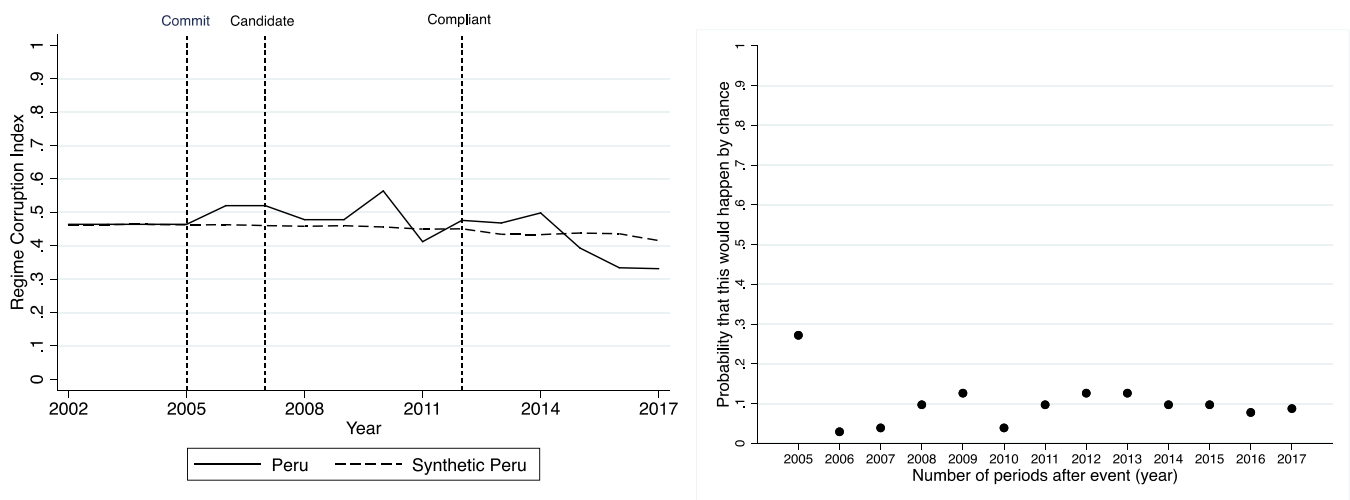 Commit Candidate Compliant
Regime Corruption Index
1
.9
.8
.7
.6
.5
.4
.3
.2
.1
0
2002 2005 2008 2011 2014 2017
Year
Peru Synthetic Peru
Probability that this would happen by chance
1
.9
.8
.7
.6
.5
.4
.3
.2
.1
0
2005 2006 2007 2008 2009 2010 2011 2012 2013 2014 2015 2016 2017
Number of periods after event (year)